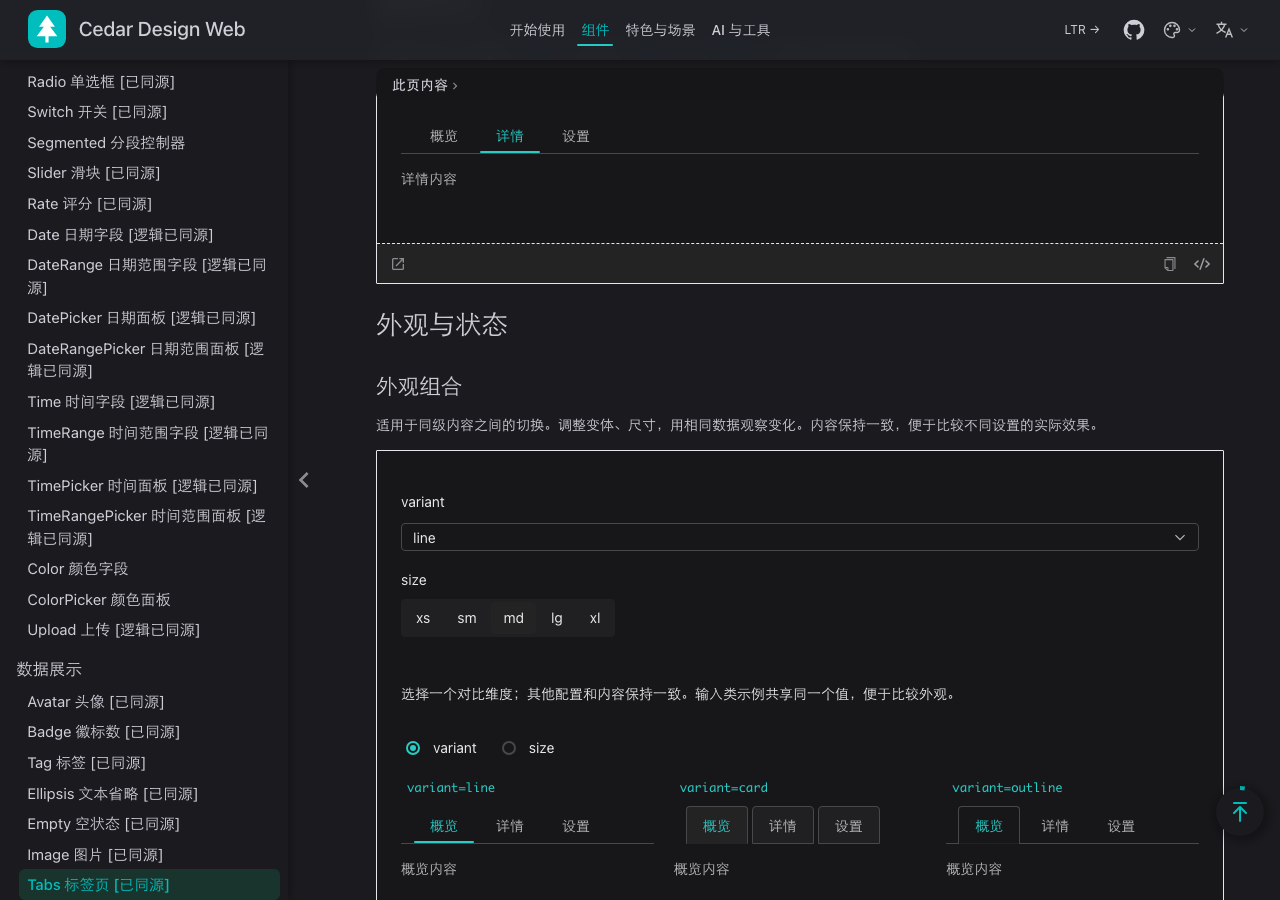 Cedar Design Web
开始使用 组件 特色与场景 AI 与工具
LTR →
Radio 单选框 [已同源]
Switch 开关 [已同源]
Segmented 分段控制器
Slider 滑块 [已同源]
Rate 评分 [已同源]
Date 日期字段 [逻辑已同源]
DateRange 日期范围字段 [逻辑已同
源]
DatePicker 日期面板 [逻辑已同源]
DateRangePicker 日期范围面板 [逻
辑已同源]
Time 时间字段 [逻辑已同源]
TimeRange 时间范围字段 [逻辑已同
源]
TimePicker 时间面板 [逻辑已同源]
TimeRangePicker 时间范围面板 [逻
辑已同源]
Color 颜色字段
ColorPicker 颜色面板
Upload 上传 [逻辑已同源]
数据展示
Avatar 头像 [已同源]
Badge 徽标数 [已同源]
Tag 标签 [已同源]
Ellipsis 文本省略 [已同源]
Empty 空状态 [已同源]
Image 图片 [已同源]
Tabs 标签页 [已同源]
此页内容 ›
概览 详情 设置
详情内容
外观与状态
外观组合
适用于同级内容之间的切换。调整变体、尺寸，用相同数据观察变化。内容保持一致，便于比较不同设置的实际效果。
variant
line
size
xs sm md lg xl
选择一个对比维度；其他配置和内容保持一致。输入类示例共享同一个值，便于比较外观。
variant size
variant=line variant=card variant=outline
概览 详情 设置 概览 详情 设置 概览 详情 设置
概览内容 概览内容 概览内容